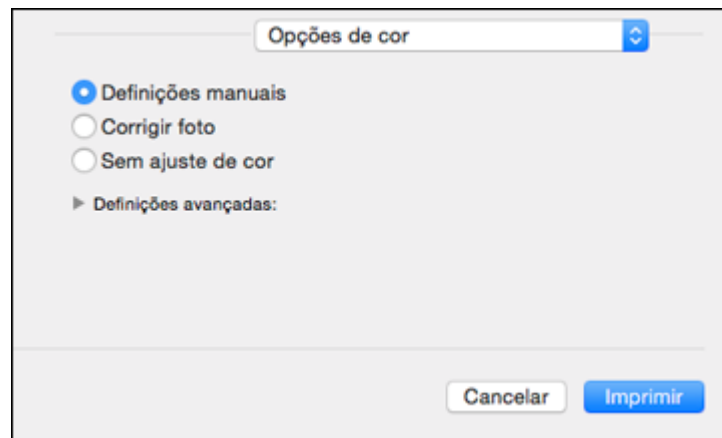 Opções de cor
Definições manuais
Corrigir foto
Sem ajuste de cor
Definições avançadas:
Cancelar
Imprimir